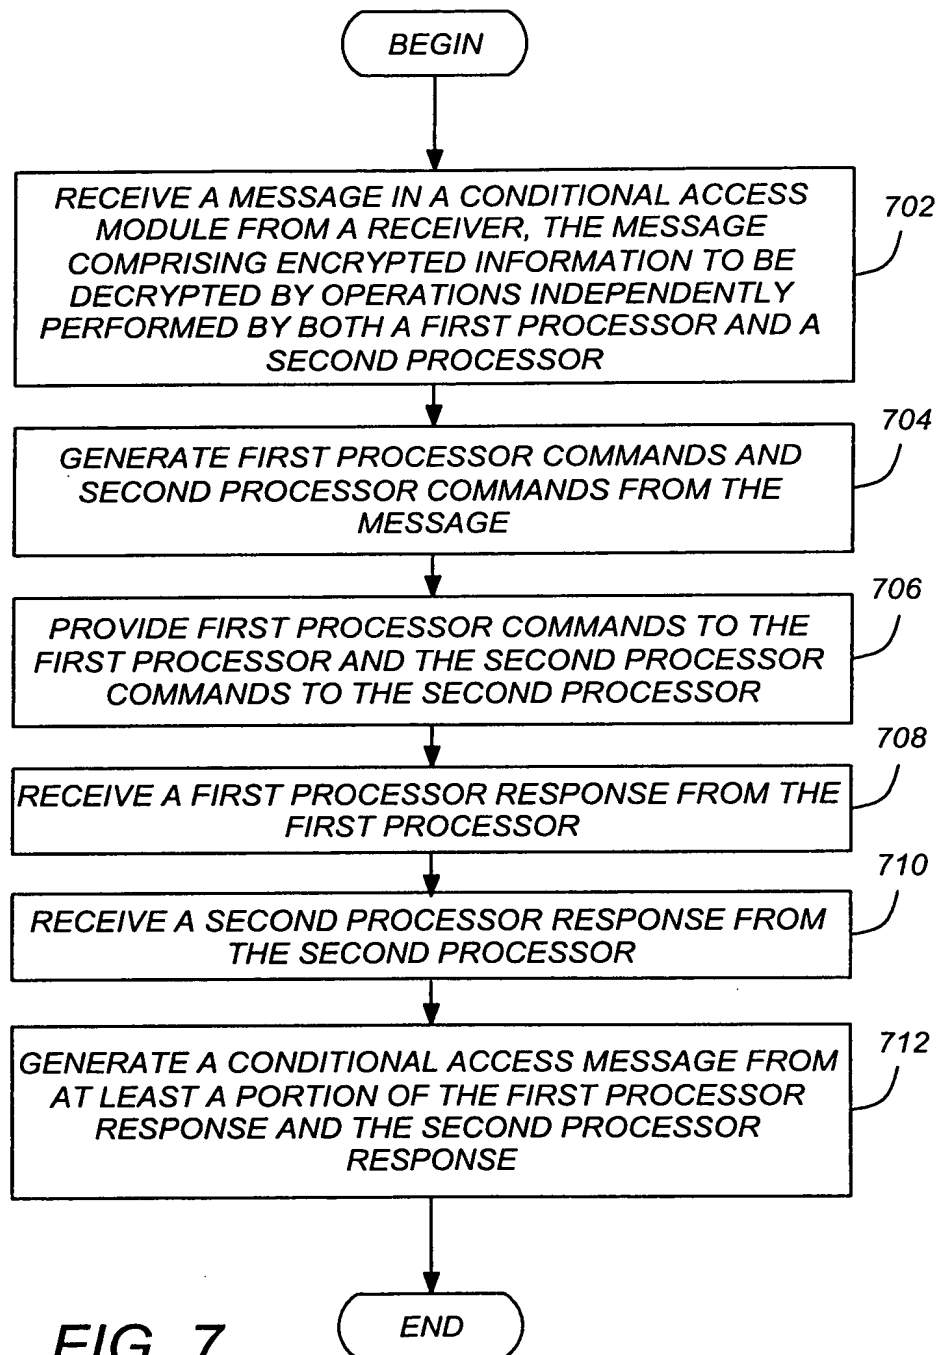 BEGIN
RECEIVE A MESSAGE IN A CONDITIONAL ACCESS
MODULE FROM A RECEIVER, THE MESSAGE
COMPRISING ENCRYPTED INFORMATION TO BE
DECRYPTED BY OPERATIONS INDEPENDENTLY
PERFORMED BY BOTH A FIRST PROCESSOR AND A
SECOND PROCESSOR
702
GENERATE FIRST PROCESSOR COMMANDS AND
SECOND PROCESSOR COMMANDS FROM THE
MESSAGE
704
PROVIDE FIRST PROCESSOR COMMANDS TO THE
FIRST PROCESSOR AND THE SECOND PROCESSOR
COMMANDS TO THE SECOND PROCESSOR
706
RECEIVE A FIRST PROCESSOR RESPONSE FROM THE
FIRST PROCESSOR
708
RECEIVE A SECOND PROCESSOR RESPONSE FROM
THE SECOND PROCESSOR
710
GENERATE A CONDITIONAL ACCESS MESSAGE FROM
AT LEAST A PORTION OF THE FIRST PROCESSOR
RESPONSE AND THE SECOND PROCESSOR
RESPONSE
712
END
FIG. 7